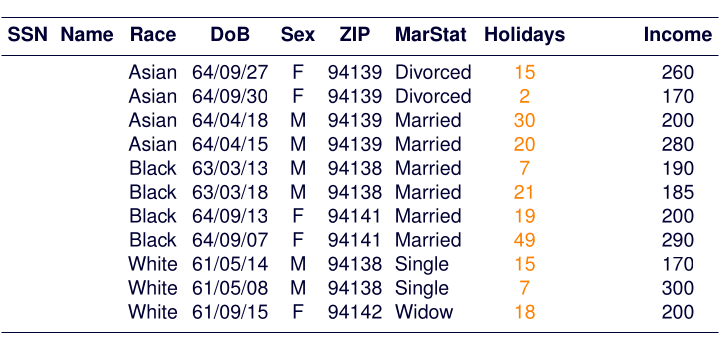 SSN Name Race DoB Sex ZIP MarStat Holidays Income
Asian 64/09/27 F 94139 Divorced 15 260
Asian 64/09/30 F 94139 Divorced 2 170
Asian 64/04/18 M 94139 Married 30 200
Asian 64/04/15 M 94139 Married 20 280
Black 63/03/13 M 94138 Married 7 190
Black 63/03/18 M 94138 Married 21 185
Black 64/09/13 F 94141 Married 19 200
Black 64/09/07 F 94141 Married 49 290
White 61/05/14 M 94138 Single 15 170
White 61/05/08 M 94138 Single 7 300
White 61/09/15 F 94142 Widow 18 200